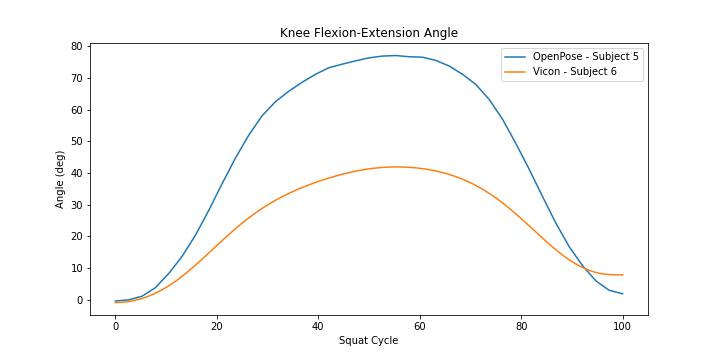 Knee Flexion-Extension Angle
OpenPose - Subject 5
Vicon - Subject 6
80
70
60
50
40
30
20
10
0
Angle (deg)
0 20 40 60 80 100
Squat Cycle